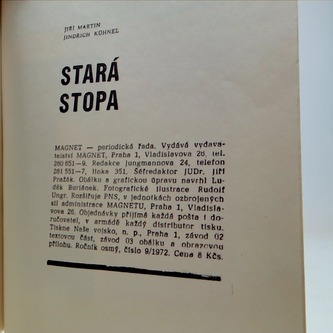 JIŘÍ MARTIN
JINDŘICH KÜHNEL
STARÁ
STOPA
MAGNET — periodická řada. Vydává vydava-
telství MAGNET, Praha 1, Vladislavova 26, tel.
260 651—9. Redakce Jungmannova 24, telefon
261 551—7, linka 351, Šéfredaktor JUDr. Jiří
Pražák. Obálku a grafickou úpravu navrhl Lu-
děk Buriánek. Fotografické ilustrace Rudolf
Ungr. Rozšiřuje PNS, v jednotkách ozbrojených
sil administrace MAGNETU, Praha 1, Vladisla-
vova 26. Objednávky přijímá každá pošta i do-
ručovatel, v armádě každý distributor tisku.
Tiskne Naše vojsko, n. p., Praha 1, závod 02
textovou část, závod 03 obálku a obrazovou
přílohu. Ročník osmý, číslo 9/1972. Cena 8 Kčs.